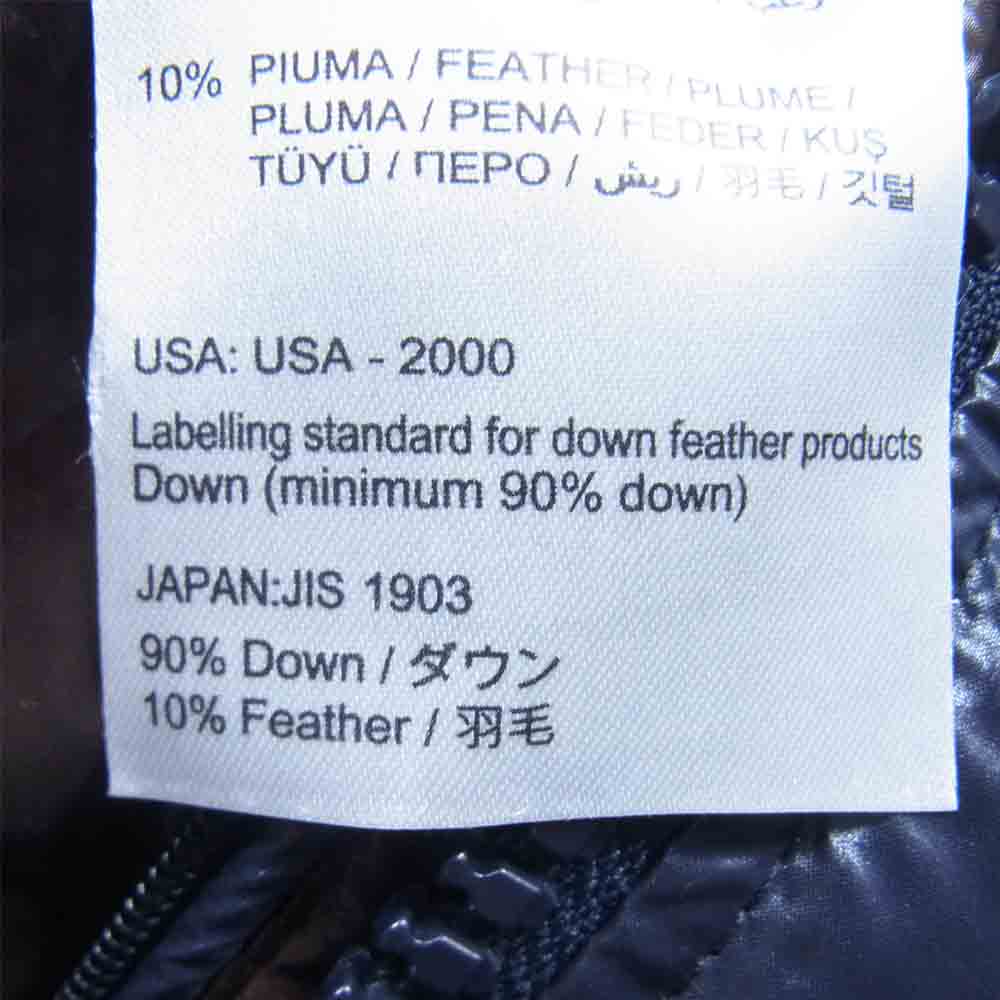 10% PIUMA / FEATHER / PLUME /
PLUMA / PENA / FEDER / KUŞ
TÜYÜ / ПЕРО / ريش / 羽毛 / 깃털
USA: USA - 2000
Labelling standard for down feather products
Down (minimum 90% down)
JAPAN:JIS 1903
90% Down / ダウン
10% Feather / 羽毛